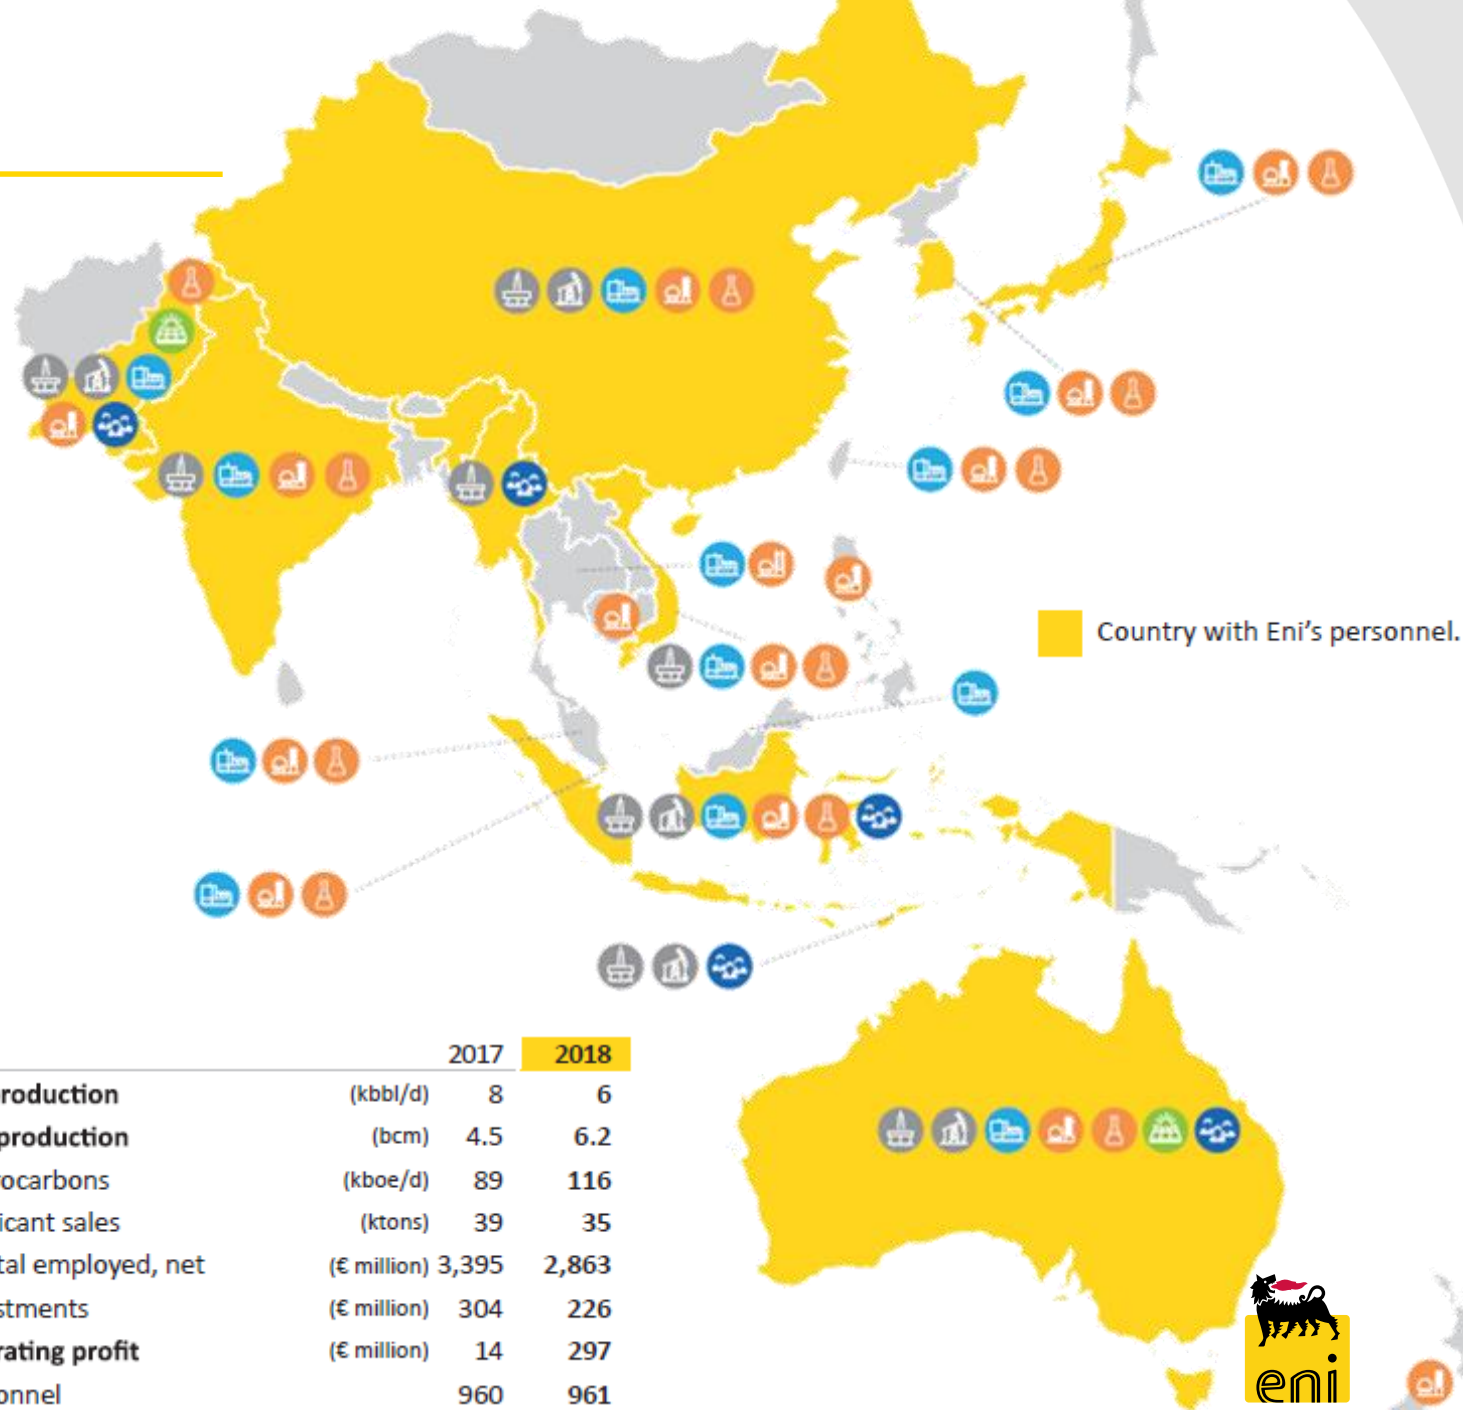 Country with Eni's personnel.
2017 2018
production (kbbl/d) 8 6
production (bcm) 4.5 6.2
ocarbons (kboe/d) 89 116
icant sales (ktons) 39 35
tal employed, net (€ million) 3,395 2,863
stments (€ million) 304 226
rating profit (€ million) 14 297
onnel 960 961
eni